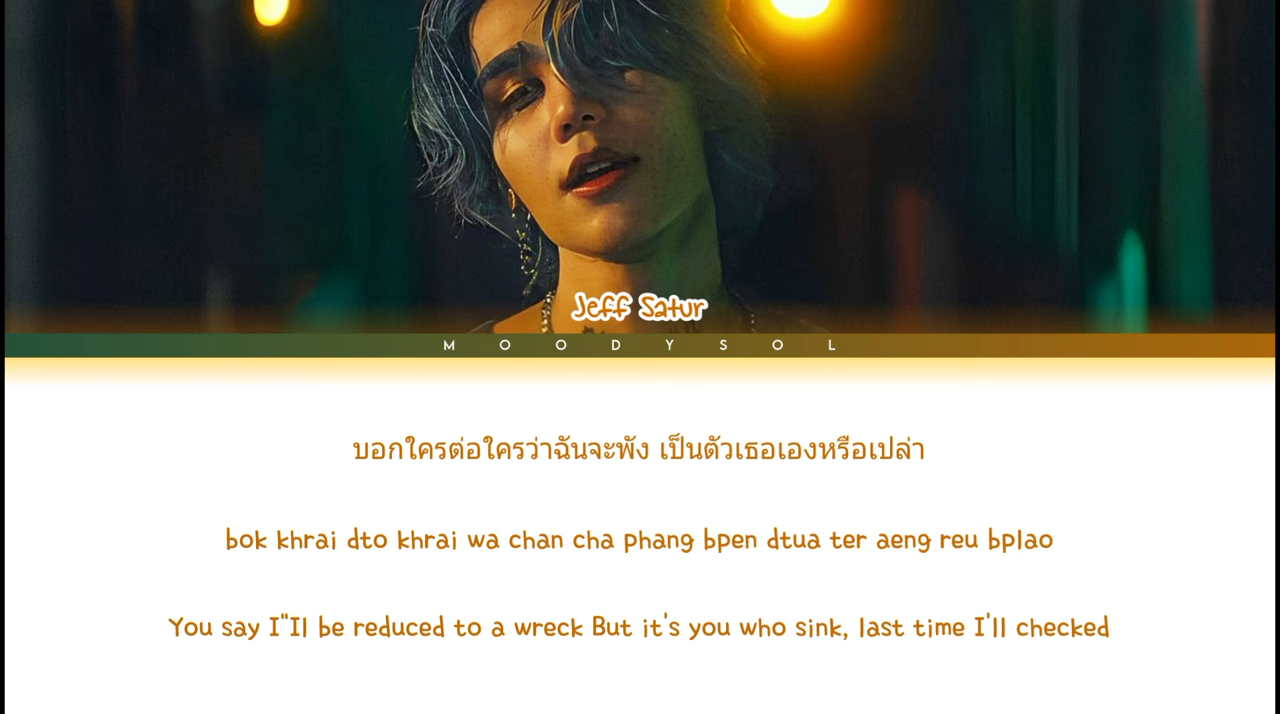 Jeff Satur
MOODYSOL
บอกใครต่อใครว่าฉันจะพัง เป็นตัวเธอเองหรือเปล่า
bok khrai dto khrai wa chan cha phang bpen dtua ter aeng reu bplao
You say I"Il be reduced to a wreck But it's you who sink, last time I'll checked